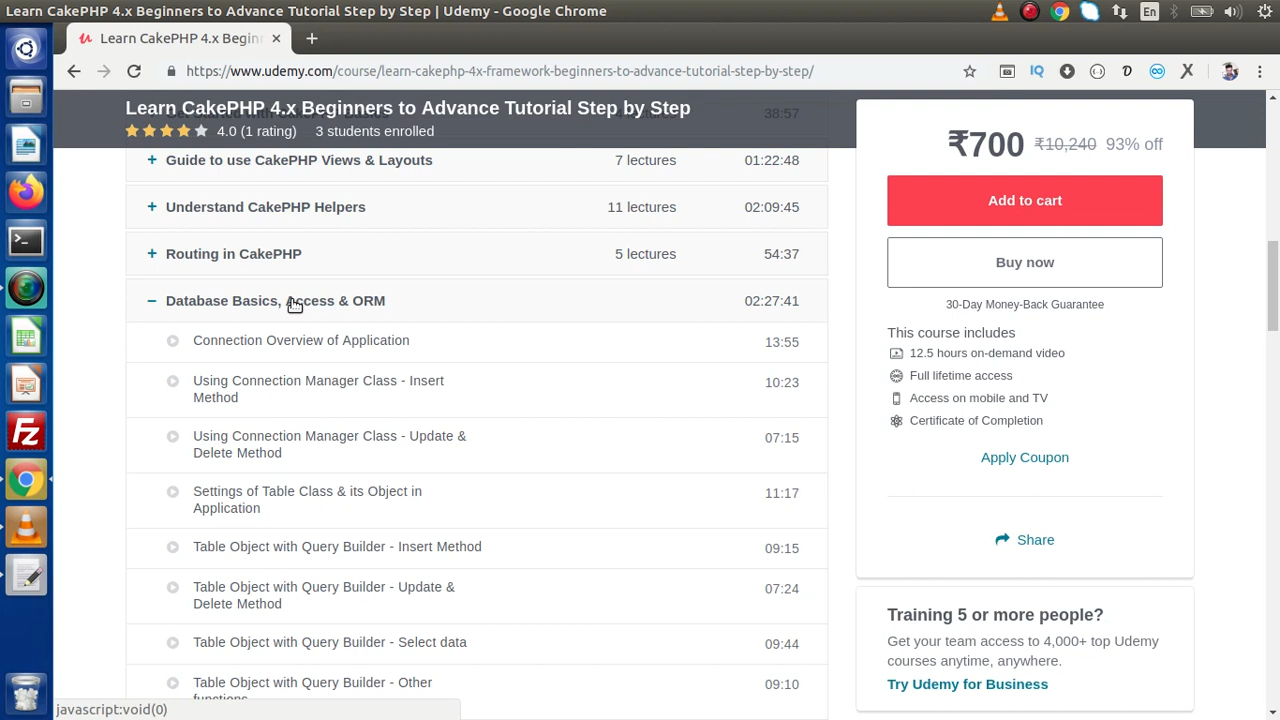 Learn CakePHP 4.x Beginners to Advance Tutorial Step by Step | Udemy - Google Chrome
En
Learn CakePHP 4.x Beginn
https://www.udemy.com/course/learn-cakephp-4x-framework-beginners-to-advance-tutorial-step-by-step/
IQ
Learn CakePHP 4.x Beginners to Advance Tutorial Step by Step
38:57
4.0 (1 rating) 3 students enrolled
Guide to use CakePHP Views & Layouts 7 lectures 01:22:48
Understand CakePHP Helpers 11 lectures 02:09:45
Routing in CakePHP 5 lectures 54:37
Database Basics, Access & ORM 02:27:41
Connection Overview of Application 13:55
Using Connection Manager Class - Insert
Method
10:23
Using Connection Manager Class - Update &
Delete Method
07:15
Settings of Table Class & its Object in
Application
11:17
Table Object with Query Builder - Insert Method 09:15
Table Object with Query Builder - Update &
Delete Method
07:24
Table Object with Query Builder - Select data 09:44
Table Object with Query Builder - Other
functions
09:10
₹700 ₹10,240 93% off
Add to cart
Buy now
30-Day Money-Back Guarantee
This course includes
12.5 hours on-demand video
Full lifetime access
Access on mobile and TV
Certificate of Completion
Apply Coupon
Share
Training 5 or more people?
Get your team access to 4,000+ top Udemy
courses anytime, anywhere.
Try Udemy for Business
javascript:void(0)